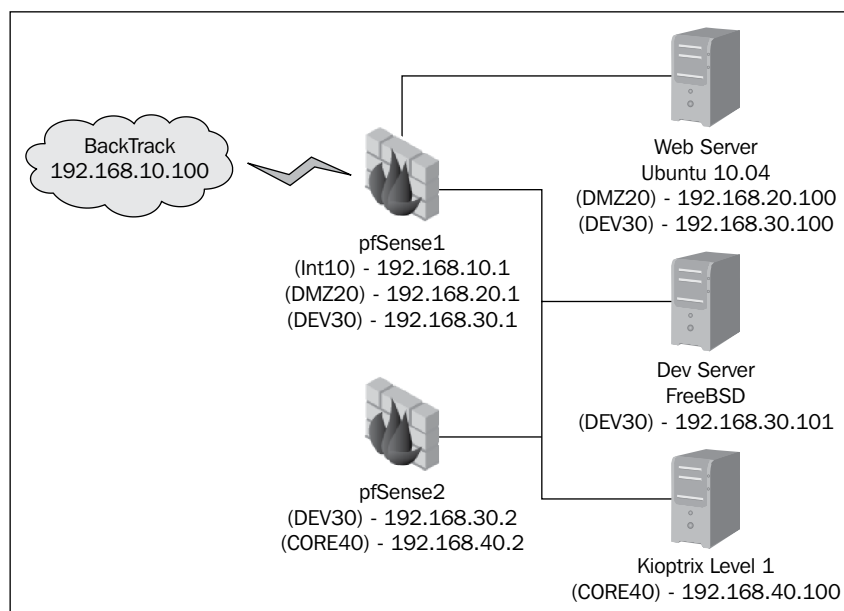 BackTrack
192.168.10.100
pfSense1
(Int10) - 192.168.10.1
(DMZ20) - 192.168.20.1
(DEV30) - 192.168.30.1
Web Server
Ubuntu 10.04
(DMZ20) - 192.168.20.100
(DEV30) - 192.168.30.100
Dev Server
FreeBSD
(DEV30) - 192.168.30.101
pfSense2
(DEV30) - 192.168.30.2
(CORE40) - 192.168.40.2
Kioptrix Level 1
(CORE40) - 192.168.40.100